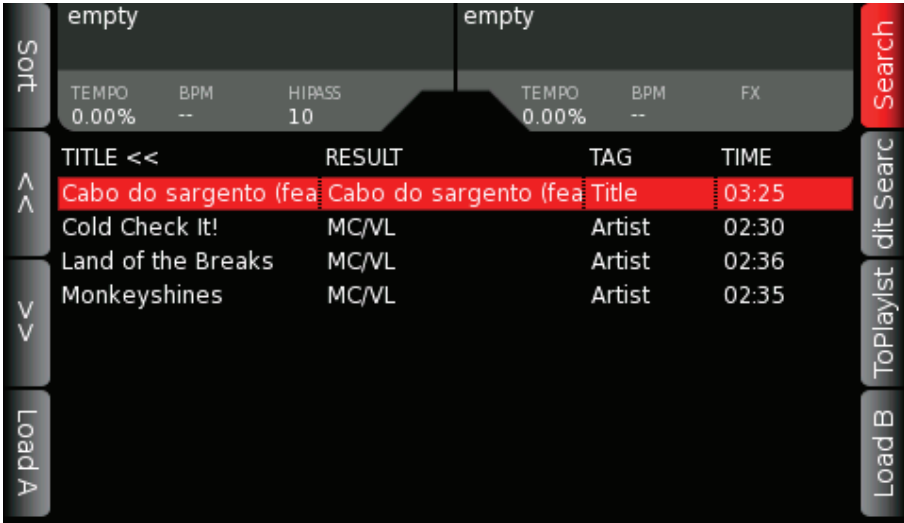 empty empty
Sort
Search
TEMPO BPM HIPASS TEMPO BPM FX
0.00% -- 10 0.00% --
TITLE << RESULT TAG TIME
<<
dit Searc
Cabo do sargento (fea Cabo do sargento (fea Title 03:25
Cold Check It! MC/VL Artist 02:30
Land of the Breaks MC/VL Artist 02:36
Monkeyshines MC/VL Artist 02:35
>>
ToPlaylst
Load A
Load B